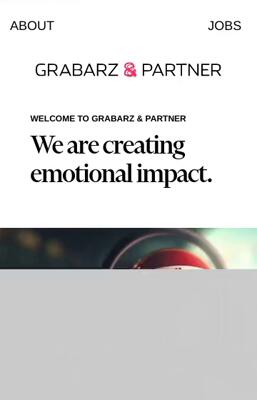 ABOUT JOBS
GRABARZ & PARTNER
WELCOME TO GRABARZ & PARTNER
We are creating
emotional impact.